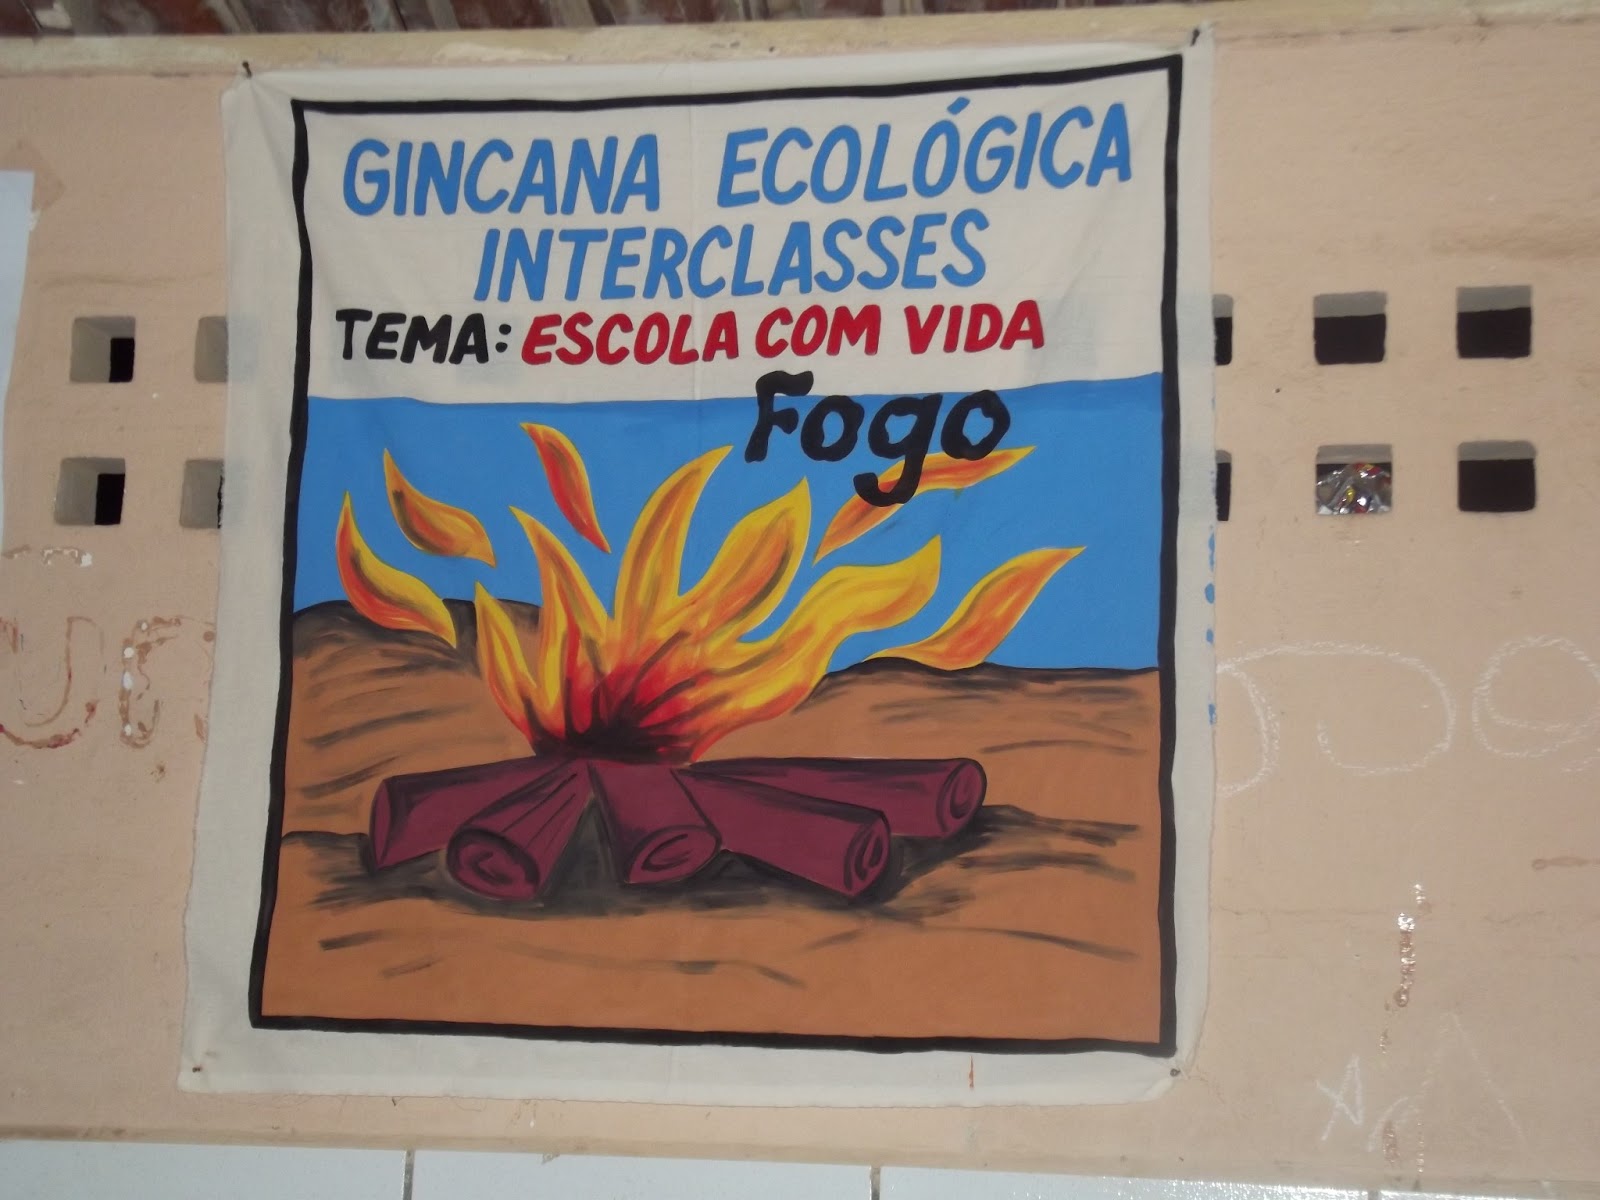 GINCANA ECOLÓGICA
INTERCLASSES
TEMA: ESCOLA COM VIDA
Fogo